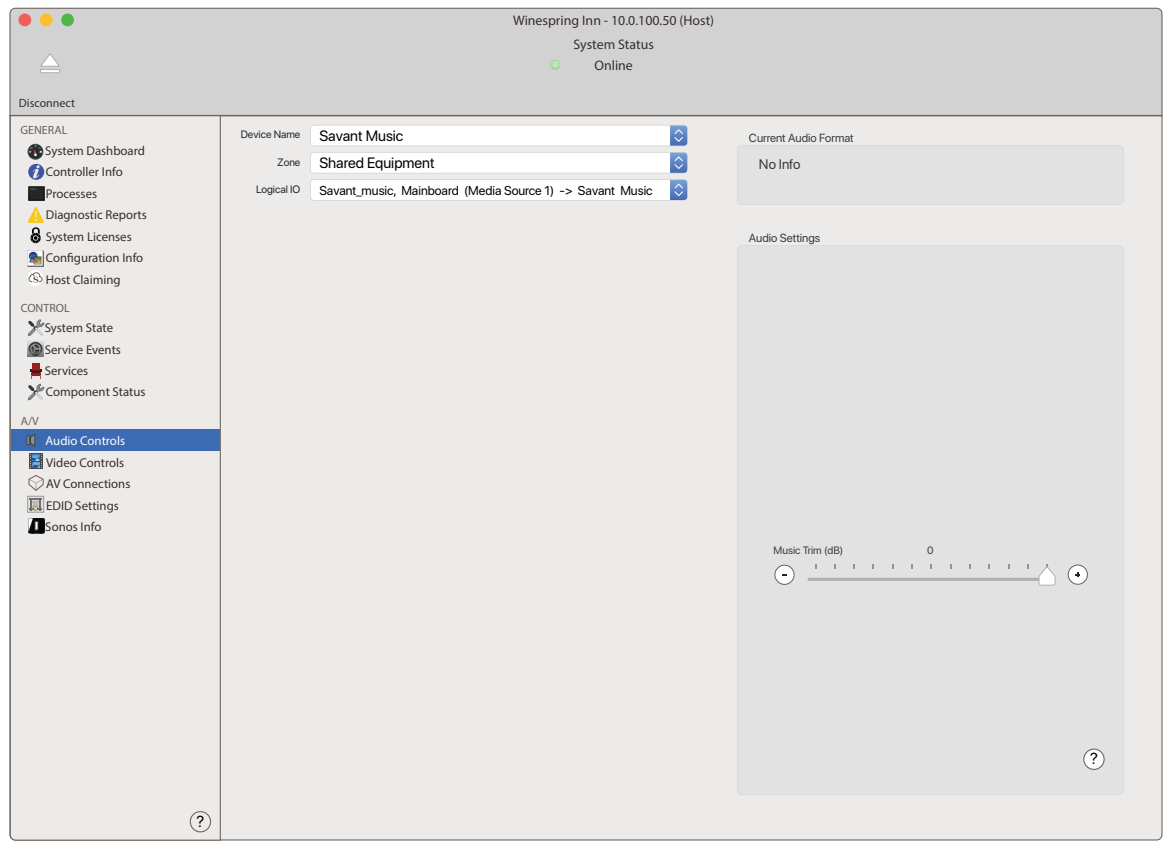 Winespring Inn - 10.0.100.50 (Host)
System Status
Online
Disconnect
GENERAL
System Dashboard
Controller Info
Processes
Diagnostic Reports
System Licenses
Configuration Info
Host Claiming
CONTROL
System State
Service Events
Services
Component Status
A/V
Audio Controls
Video Controls
AV Connections
EDID Settings
Sonos Info
?
Device Name Savant Music
Zone Shared Equipment
Logical IO Savant_music, Mainboard (Media Source 1) -> Savant Music
Current Audio Format
No Info
Audio Settings
Music Trim (dB) 0
- +
?